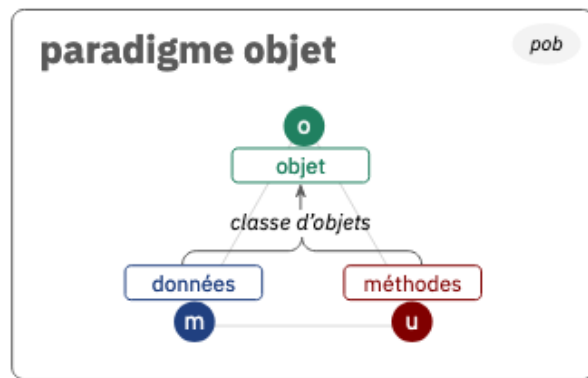 paradigme objet
pob
o
objet
classe d'objets
données
méthodes
m
u